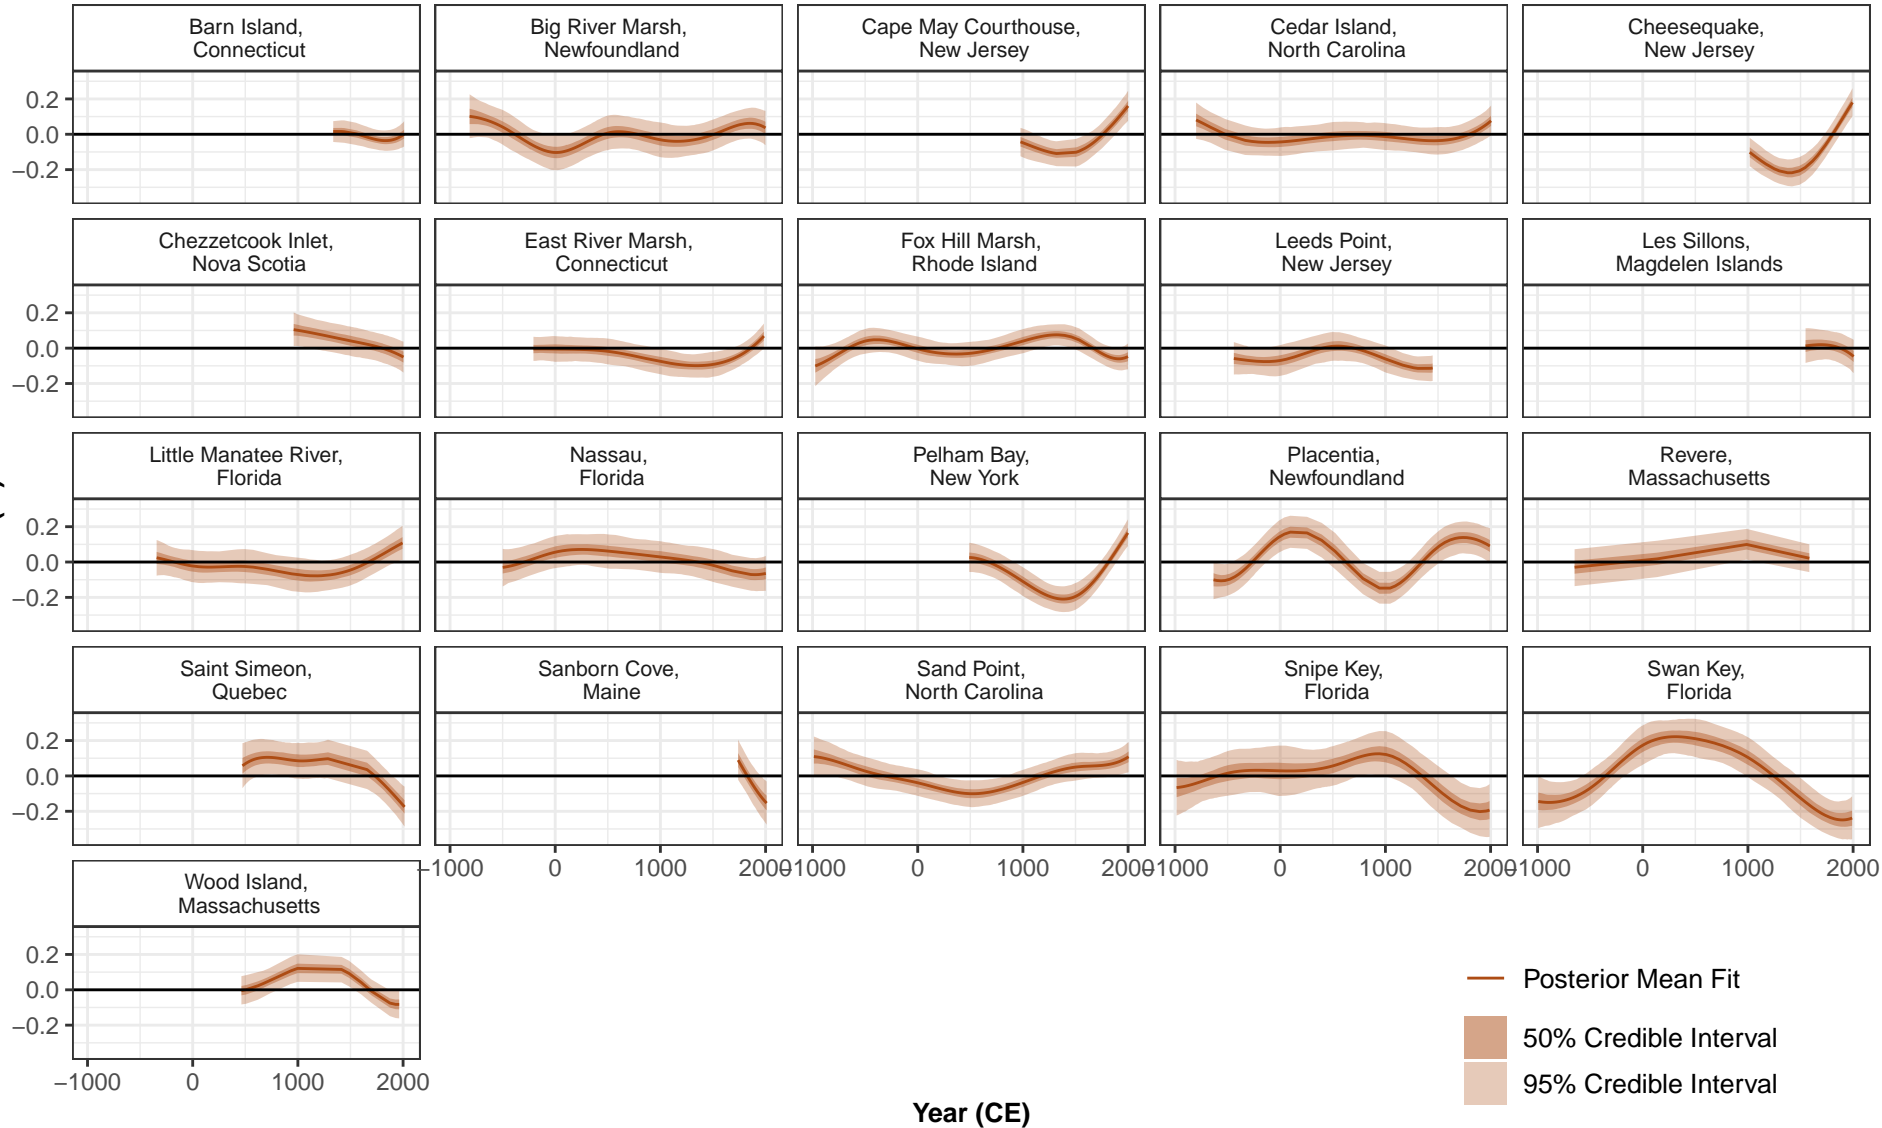 Barn Island,
Connecticut
Big River Marsh,
Newfoundland
Cape May Courthouse,
New Jersey
Cedar Island,
North Carolina
Cheesequake,
New Jersey
0.2
0.0
−0.2
Chezzetcook Inlet,
Nova Scotia
East River Marsh,
Connecticut
Fox Hill Marsh,
Rhode Island
Leeds Point,
New Jersey
Les Sillons,
Magdelen Islands
0.2
0.0
−0.2
Little Manatee River,
Florida
Nassau,
Florida
Pelham Bay,
New York
Placentia,
Newfoundland
Revere,
Massachusetts
0.2
0.0
−0.2
Saint Simeon,
Quebec
Sanborn Cove,
Maine
Sand Point,
North Carolina
Snipe Key,
Florida
Swan Key,
Florida
0.2
0.0
−0.2
−1000 0 1000 2000
−1000 0 1000 2000
−1000 0 1000 2000
−1000 0 1000 2000
Wood Island,
Massachusetts
0.2
0.0
−0.2
−1000 0 1000 2000
Posterior Mean Fit
50% Credible Interval
95% Credible Interval
Year (CE)